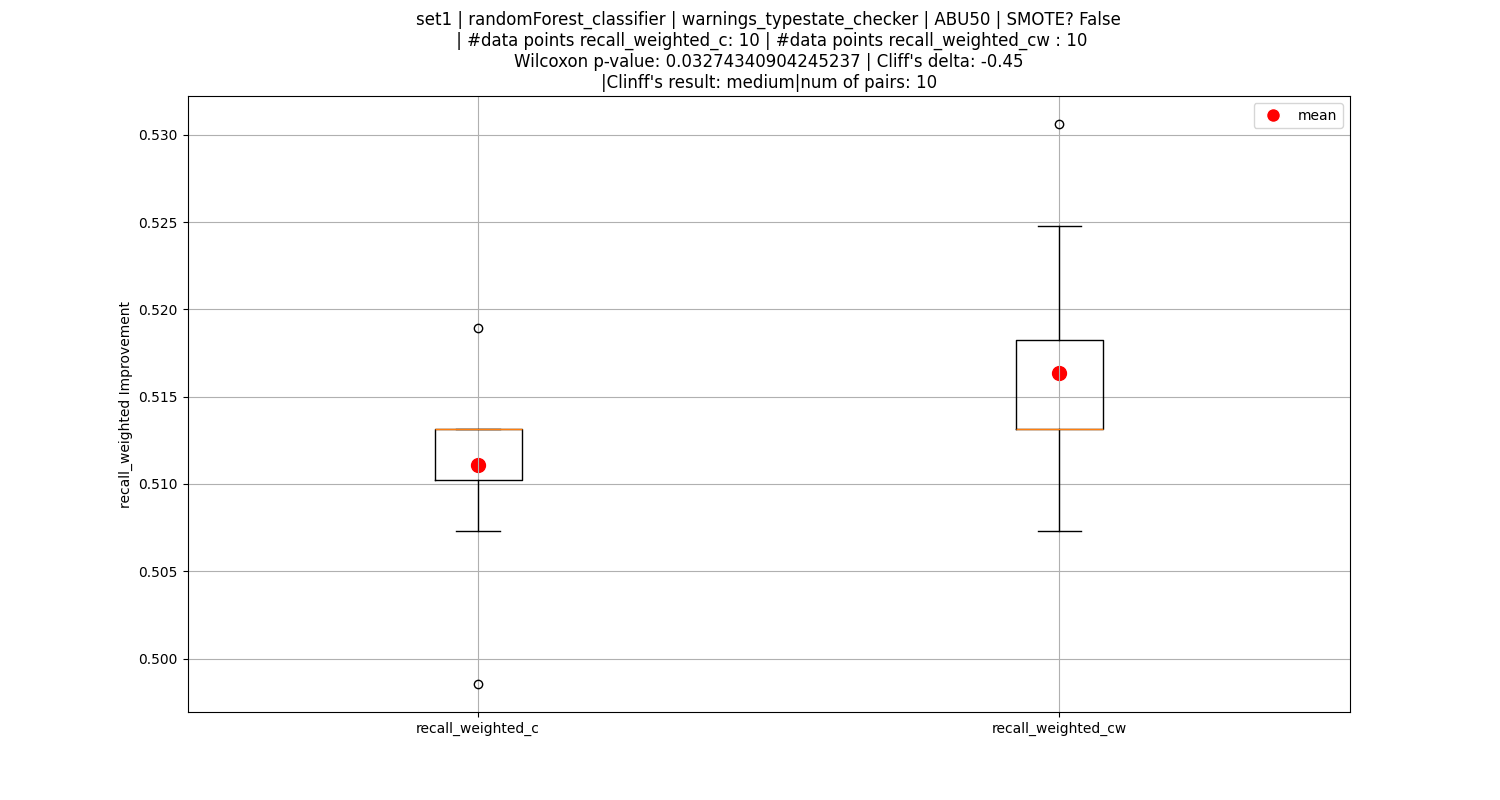 set1 | randomForest_classifier | warnings_typestate_checker | ABU50 | SMOTE? False
| #data points recall_weighted_c: 10 | #data points recall_weighted_cw : 10
Wilcoxon p-value: 0.03274340904245237 | Cliff's delta: -0.45
|Clinff's result: medium|num of pairs: 10
mean
0.530
0.525
0.520
0.515
0.510
0.505
0.500
recall_weighted Improvement
recall_weighted_c
recall_weighted_cw